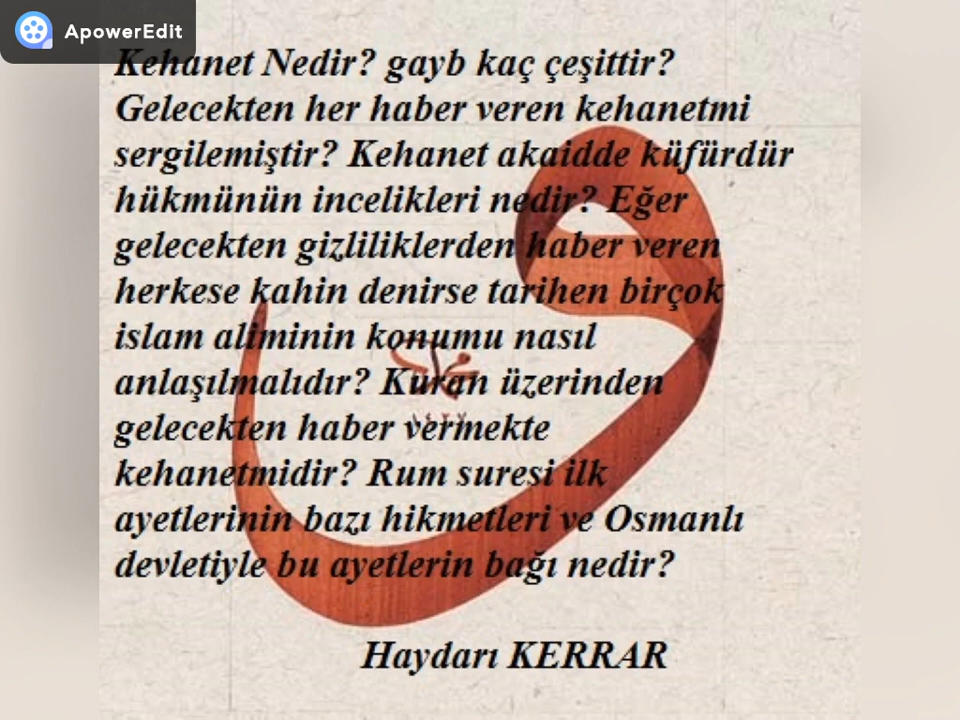 ApowerEdit
Kehanet Nedir? gayb kaç çeşittir?
Gelecekten her haber veren kehanetmi
sergilemiştir? Kehanet akaidde küfürdür
hükmünün incelikleri nedir? Eğer
gelecekten gizliliklerden haber veren
herkese kahin denirse tarihen birçok
islam aliminin konumu nasıl
anlaşılmalıdır? Kuran üzerinden
gelecekten haber vermekte
kehanetmidir? Rum suresi ilk
ayetlerinin bazı hikmetleri ve Osmanlı
devletiyle bu ayetlerin bağı nedir?
Haydarı KERRAR